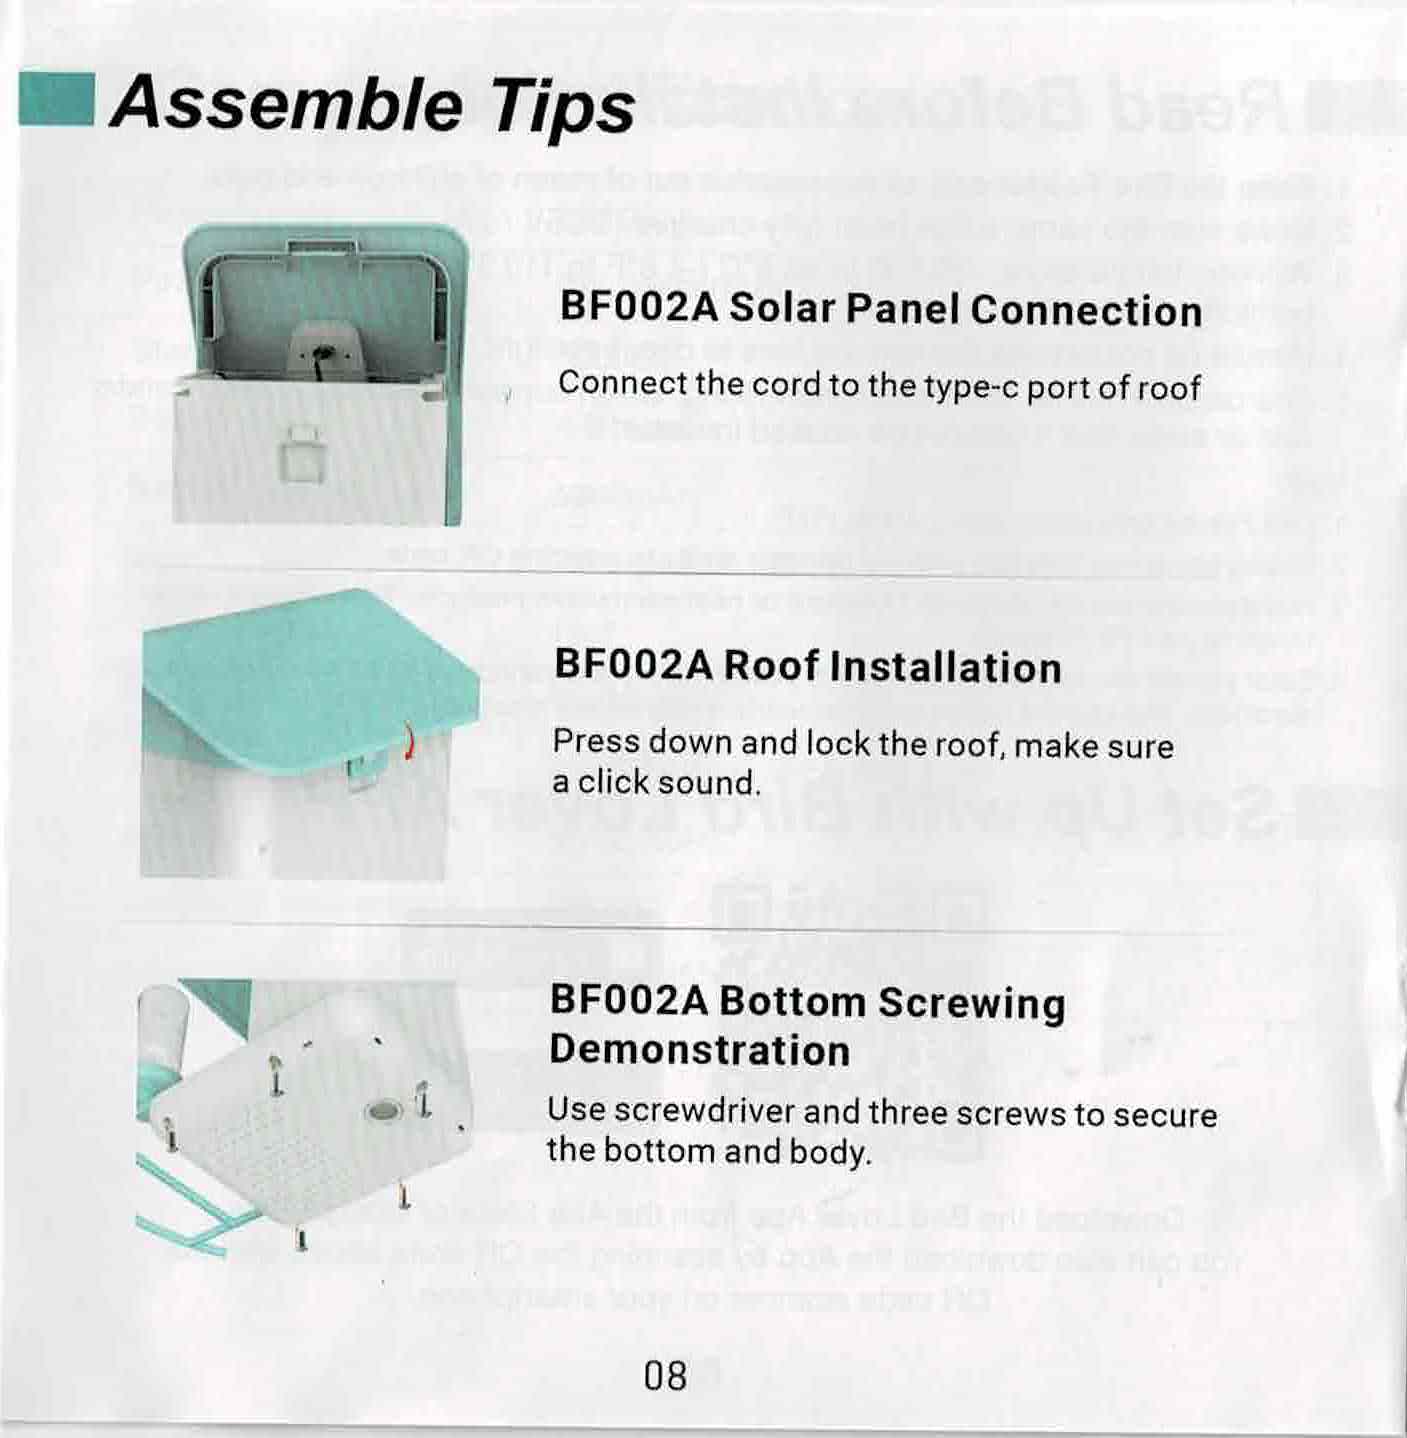 Assemble Tips
BF002A Solar Panel Connection
Connect the cord to the type-c port of roof
BF002A Roof Installation
Press down and lock the roof, make sure
a click sound.
BF002A Bottom Screwing
Demonstration
Use screwdriver and three screws to secure
the bottom and body.
08